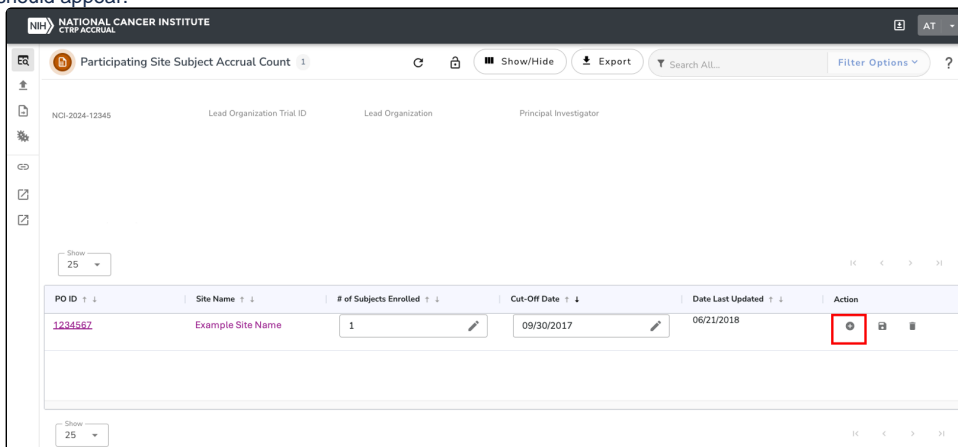 should appear.
NIH NATIONAL CANCER INSTITUTE
CTRP ACCRUAL
AT
Participating Site Subject Accrual Count 1
Show/Hide
Export
Search All...
Filter Options
?
NCI-2024-12345
Lead Organization Trial ID
Lead Organization
Principal Investigator
Show
25
PO ID
Site Name
# of Subjects Enrolled
Cut-Off Date
Date Last Updated
Action
1234567
Example Site Name
1
09/30/2017
06/21/2018
Show
25